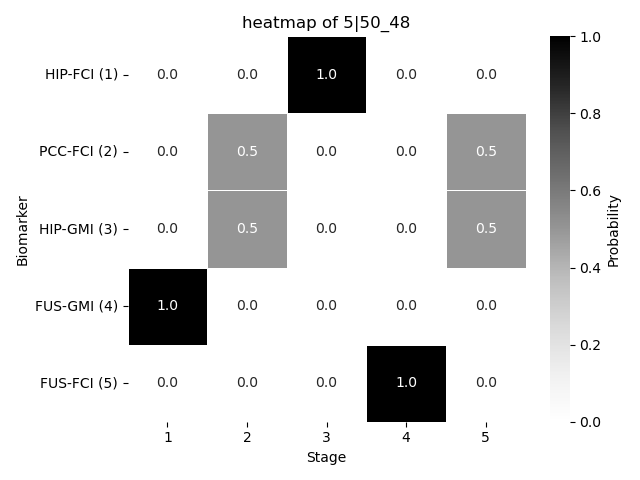 heatmap of 5|50_48
HIP-FCI (1) 0.0 0.0 1.0 0.0 0.0
PCC-FCI (2) 0.0 0.5 0.0 0.0 0.5
HIP-GMI (3) 0.0 0.5 0.0 0.0 0.5
FUS-GMI (4) 1.0 0.0 0.0 0.0 0.0
FUS-FCI (5) 0.0 0.0 0.0 1.0 0.0
1 2 3 4 5
Stage
Biomarker
1.0
0.8
0.6
0.4
0.2
0.0
Probability